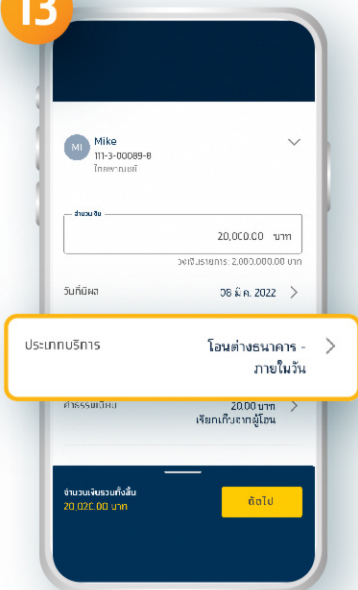 13
MI
Mike
111-3-00089-8
ไทยพาณิชย์
จำนวนเงิน
20,000.00 บาท
วงเงินรายการ: 2,000,000.00 บาท
วันที่มีผล
06 มี.ค. 2022
ประเภทบริการ
โอนต่างธนาคาร -
ภายในวัน
ค่าธรรมเนียม
20.00 บาท
เรียกเก็บจากผู้โอน
จำนวนเงินรวมทั้งสิ้น
20,020.00 บาท
ถัดไป